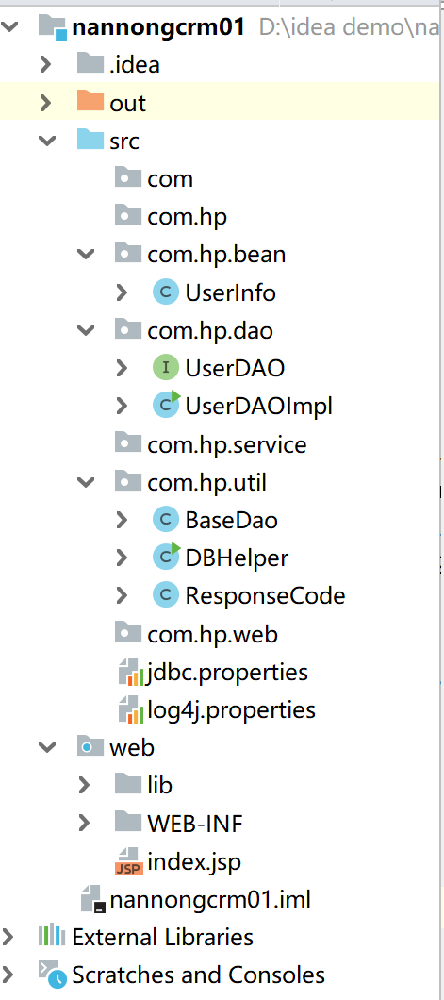 nannongcrm01 D:\idea demo\na
.idea
out
src
com
com.hp
com.hp.bean
C UserInfo
com.hp.dao
I UserDAO
C UserDAOImpl
com.hp.service
com.hp.util
C BaseDao
C DBHelper
C ResponseCode
com.hp.web
jdbc.properties
log4j.properties
web
lib
WEB-INF
JSP index.jsp
nannongcrm01.iml
External Libraries
Scratches and Consoles